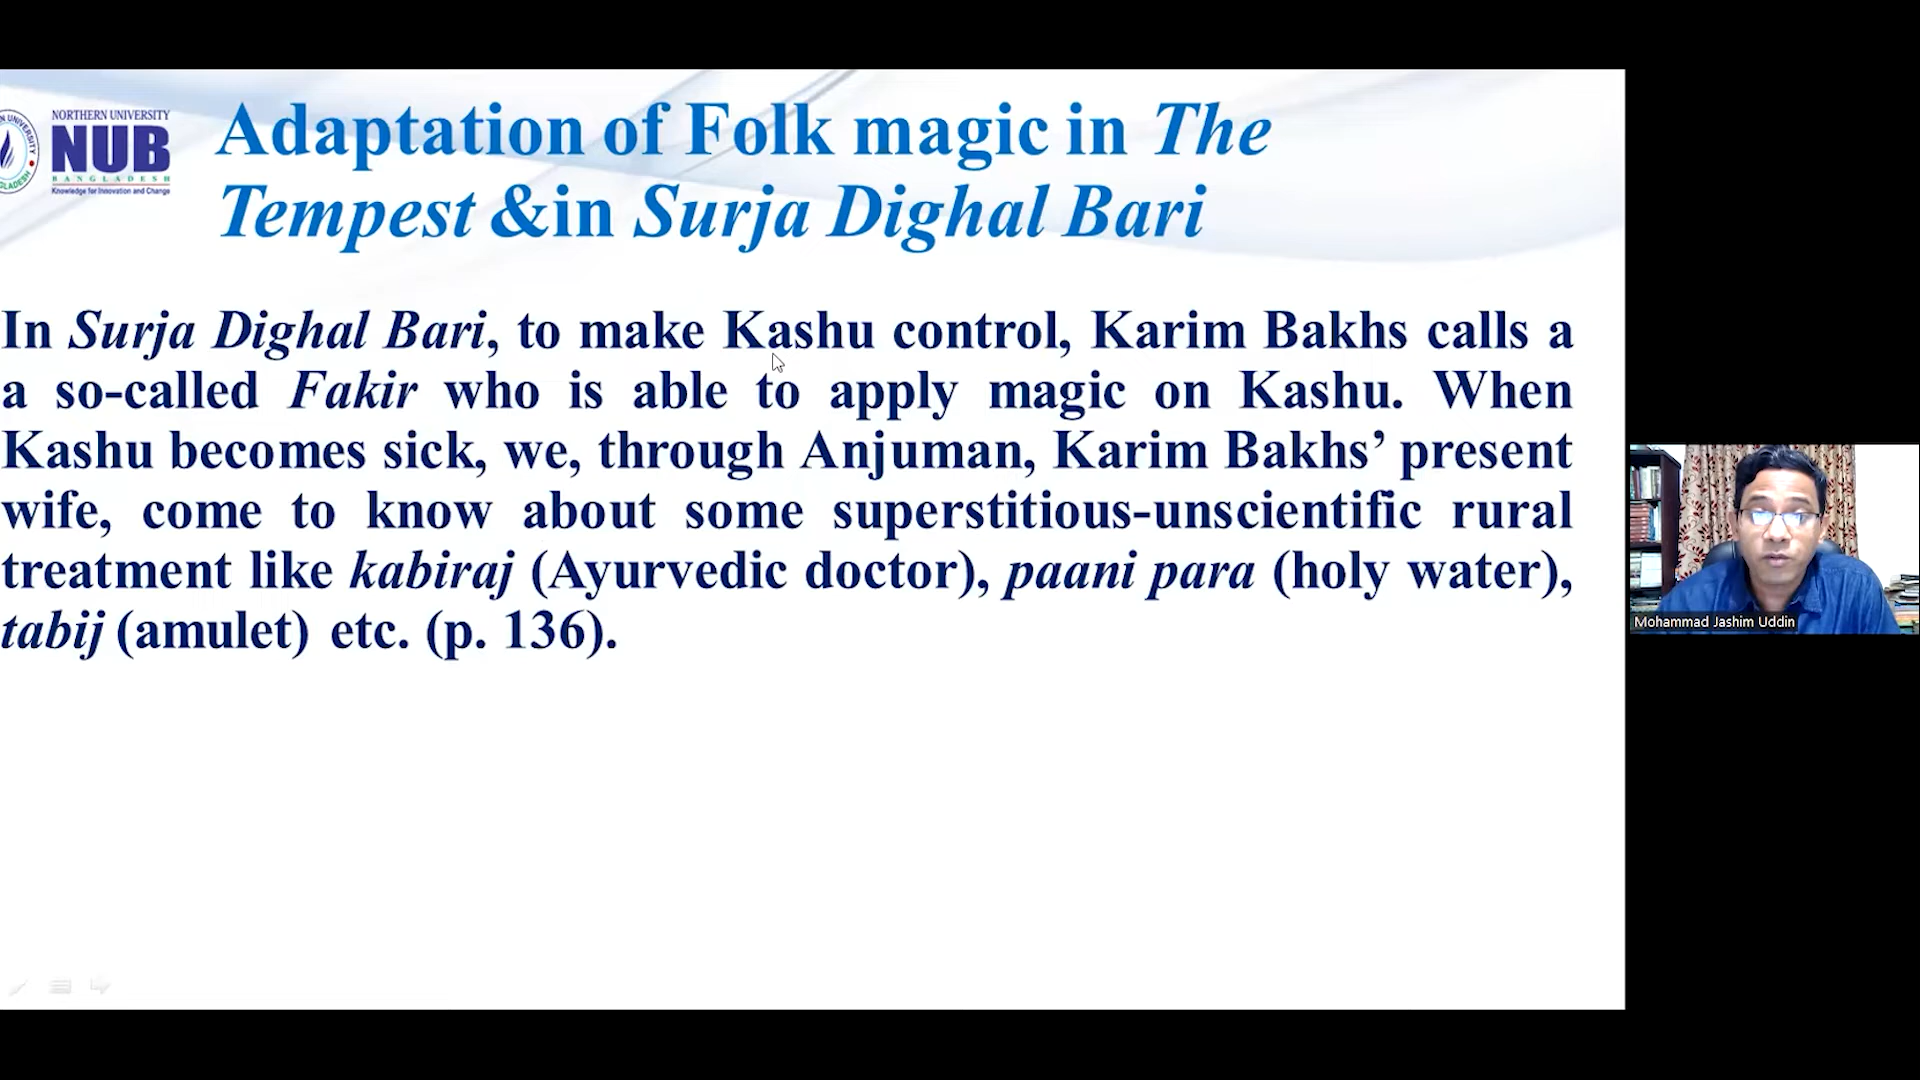 NORTHERN UNIVERSITY
NUB
BANGLADESH
Knowledge for Innovation and Change
Adaptation of Folk magic in The
Tempest &in Surja Dighal Bari
In Surja Dighal Bari, to make Kashu control, Karim Bakhs calls a
a so-called Fakir who is able to apply magic on Kashu. When
Kashu becomes sick, we, through Anjuman, Karim Bakhs’ present
wife, come to know about some superstitious-unscientific rural
treatment like kabiraj (Ayurvedic doctor), paani para (holy water),
tabij (amulet) etc. (p. 136).
Mohammad Jashim Uddin